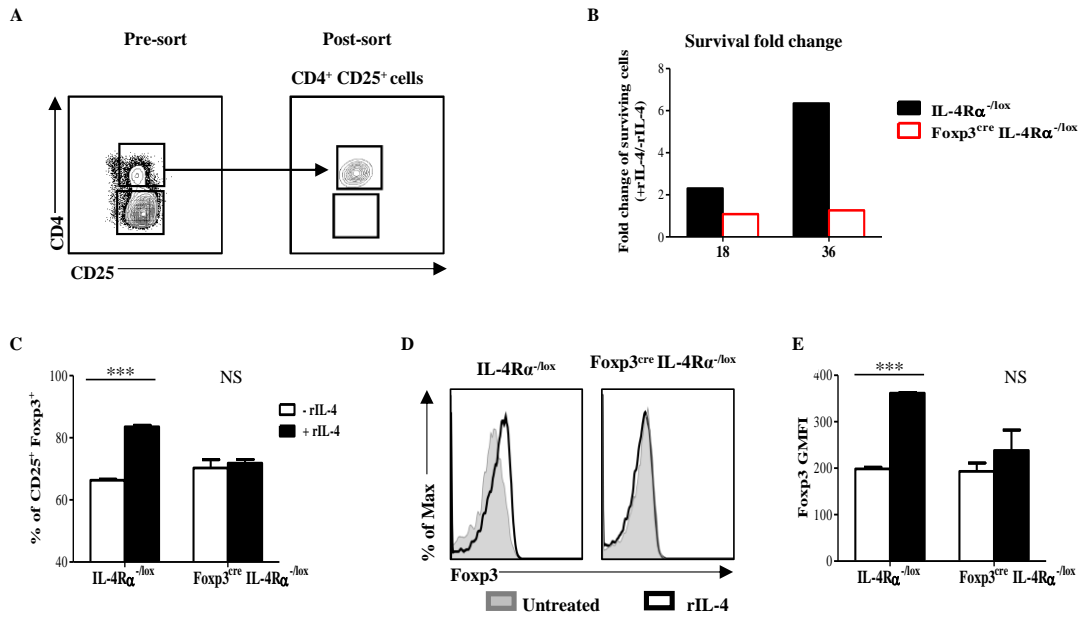 A
Pre-sort
Post-sort
CD4⁺ CD25⁺ cells
CD4
CD25
B
Survival fold change
Fold change of surviving cells
(+rIL-4/-rIL-4)
8
6
4
2
0
18
36
IL-4Rα⁻/ˡᵒˣ
Foxp3ᶜʳᵉ IL-4Rα⁻/ˡᵒˣ
C
% of CD25⁺ Foxp3⁺
100
80
60
40
***
NS
- rIL-4
+ rIL-4
IL-4Rα⁻/ˡᵒˣ
Foxp3ᶜʳᵉ IL-4Rα⁻/ˡᵒˣ
D
IL-4Rα⁻/ˡᵒˣ
Foxp3ᶜʳᵉ IL-4Rα⁻/ˡᵒˣ
% of Max
Foxp3
Untreated
rIL-4
E
Foxp3 GMFI
400
300
200
100
0
***
NS
IL-4Rα⁻/ˡᵒˣ
Foxp3ᶜʳᵉ IL-4Rα⁻/ˡᵒˣ